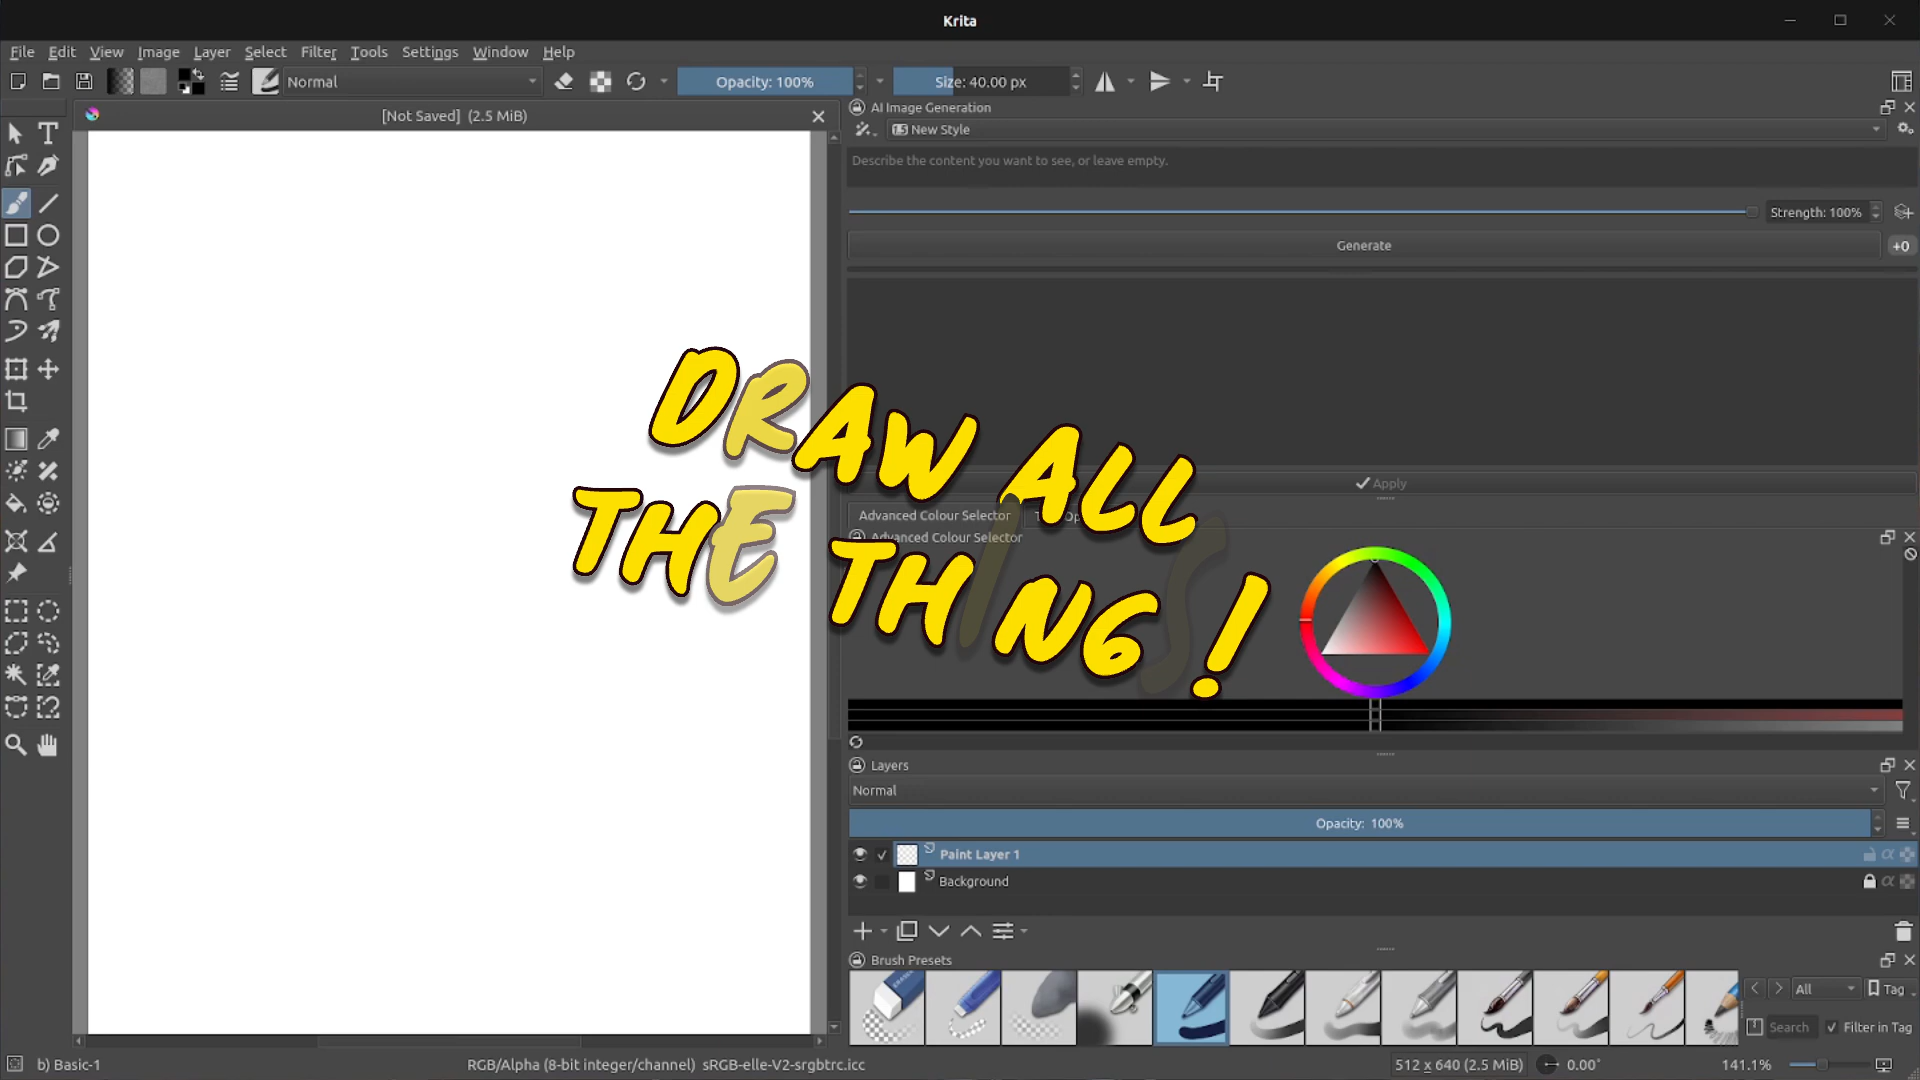 Krita
File Edit View Image Layer Select Filter Tools Settings Window Help
Normal Opacity: 100% Size: 40.00 px
[Not Saved] (2.5 MiB)
AI Image Generation
1.5 New Style
Describe the content you want to see, or leave empty.
Strength: 100%
Generate +0
DRAW ALL
THE THINGS!
Apply
Advanced Colour Selector
Advanced Colour Selector
Layers
Normal
Opacity: 100%
Paint Layer 1
Background
Brush Presets
All Tag
Search Filter in Tag
b) Basic-1 RGB/Alpha (8-bit integer/channel) sRGB-elle-V2-srgbtrc.icc 512 x 640 (2.5 MiB) 0.00° 141.1%